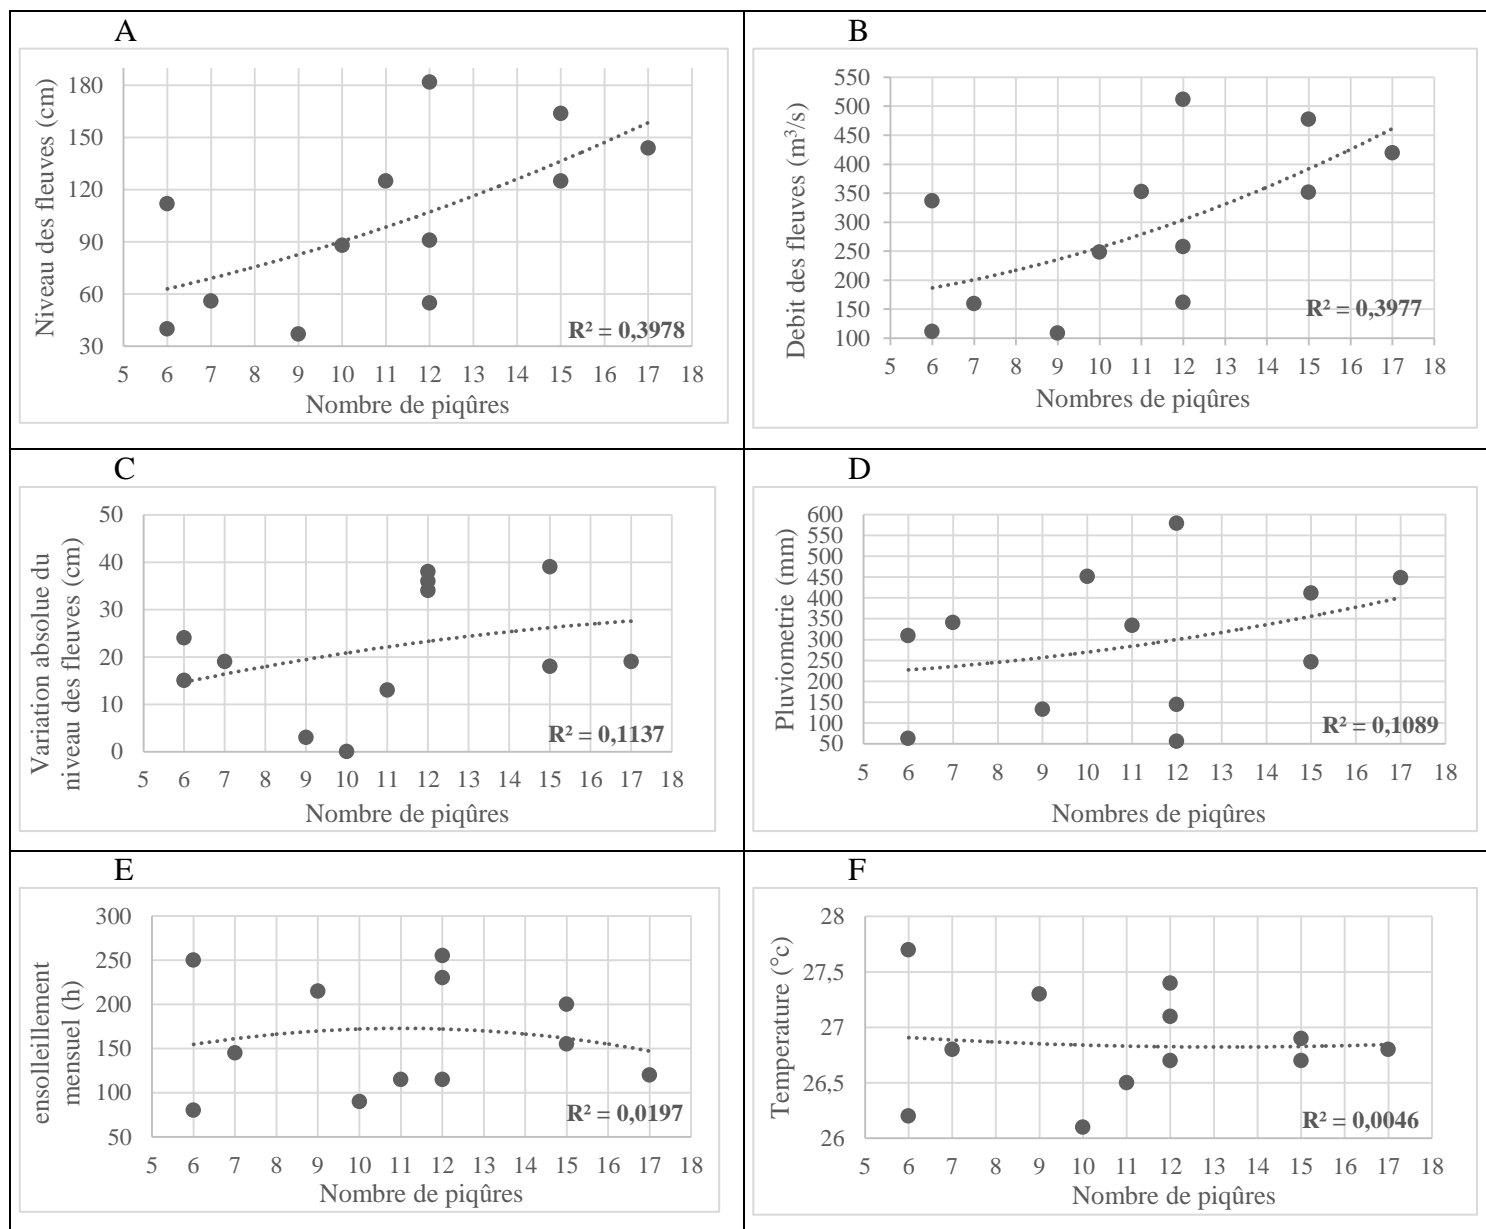 A
Niveau des fleuves (cm)
180
150
120
90
60
30
R² = 0,3978
5 6 7 8 9 10 11 12 13 14 15 16 17 18
Nombre de piqûres
B
Debit des fleuves (m³/s)
550
500
450
400
350
300
250
200
150
100
R² = 0,3977
5 6 7 8 9 10 11 12 13 14 15 16 17 18
Nombres de piqûres
C
Variation absolue du
niveau des fleuves (cm)
50
40
30
20
10
0
R² = 0,1137
5 6 7 8 9 10 11 12 13 14 15 16 17 18
Nombre de piqûres
D
Pluviometrie (mm)
600
550
500
450
400
350
300
250
200
150
100
50
R² = 0,1089
5 6 7 8 9 10 11 12 13 14 15 16 17 18
Nombres de piqûres
E
ensolleillement
mensuel (h)
300
250
200
150
100
50
R² = 0,0197
5 6 7 8 9 10 11 12 13 14 15 16 17 18
Nombre de piqûres
F
Temperature (°c)
28
27,5
27
26,5
26
R² = 0,0046
5 6 7 8 9 10 11 12 13 14 15 16 17 18
Nombre de piqûres